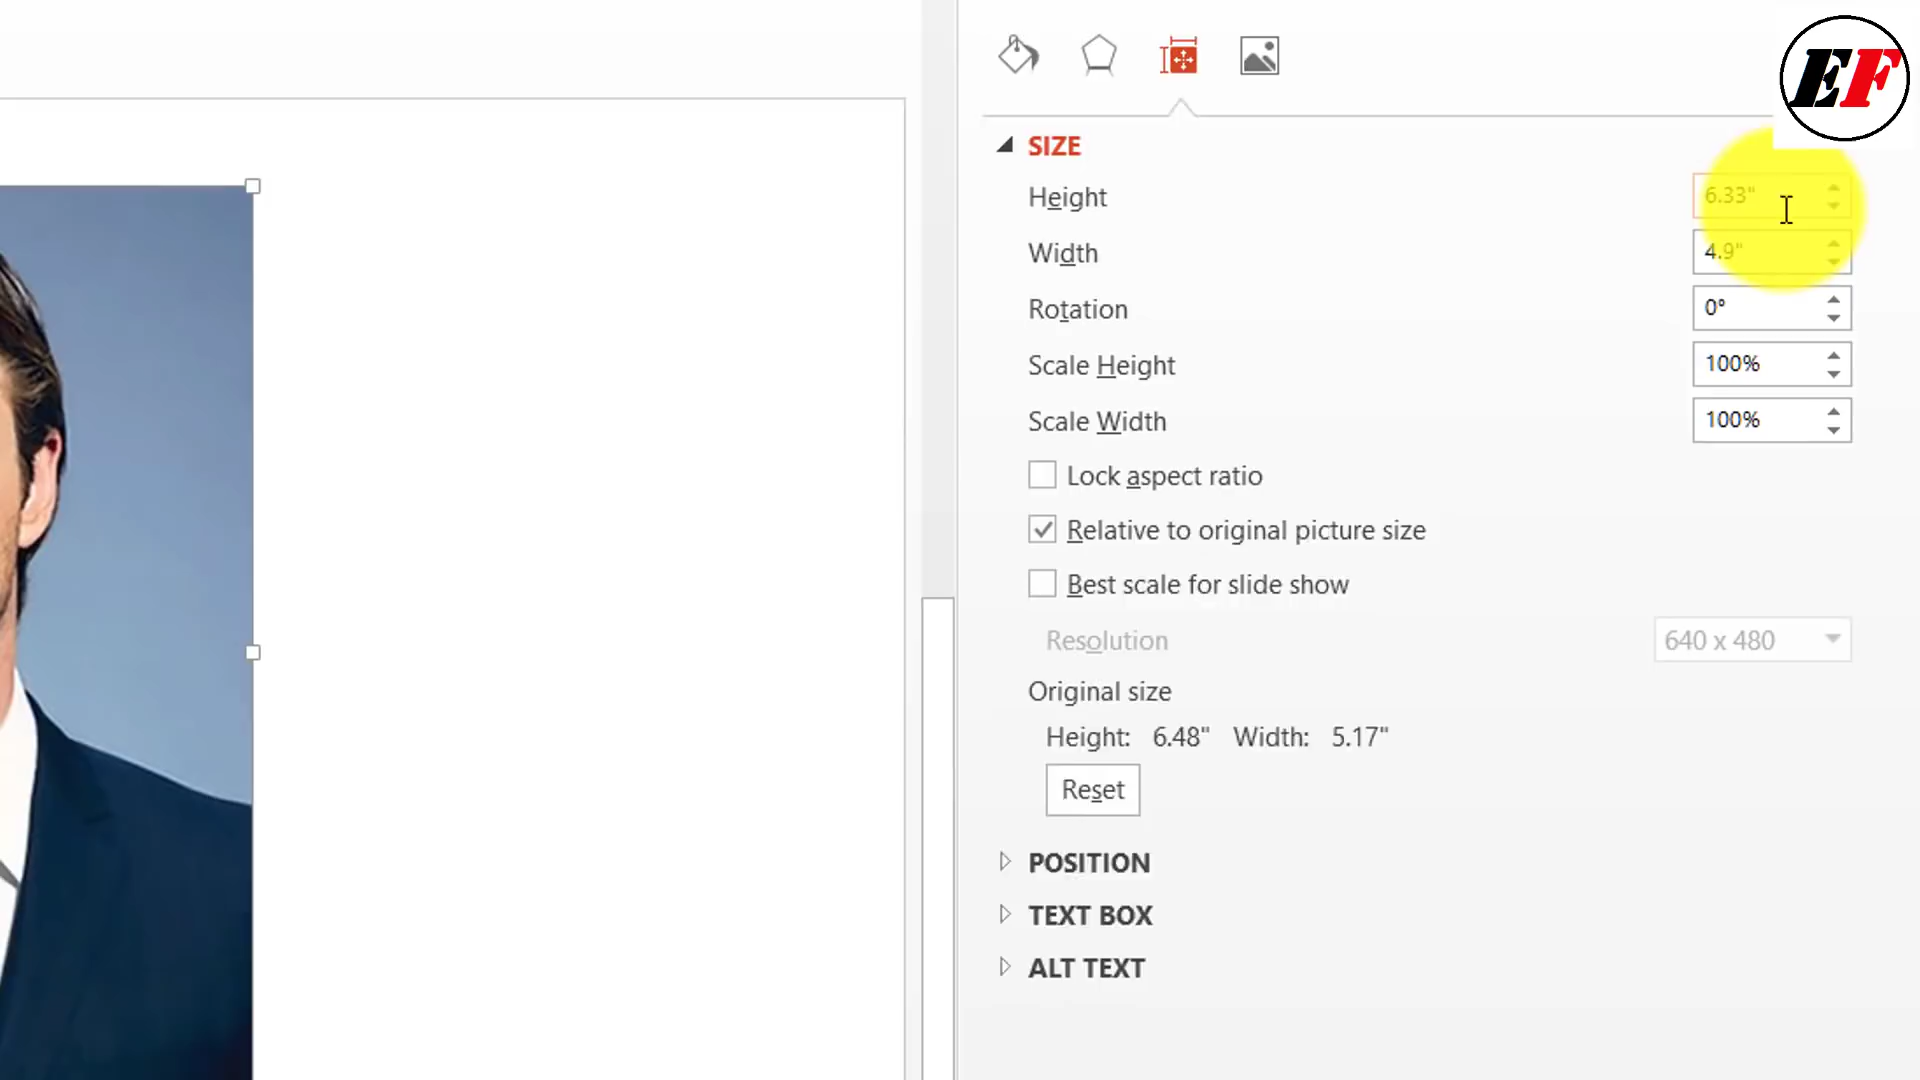 EF
SIZE
Height 6.33"
Width 4.9"
Rotation 0°
Scale Height 100%
Scale Width 100%
Lock aspect ratio
Relative to original picture size
Best scale for slide show
Resolution 640 x 480
Original size
Height: 6.48" Width: 5.17"
Reset
POSITION
TEXT BOX
ALT TEXT